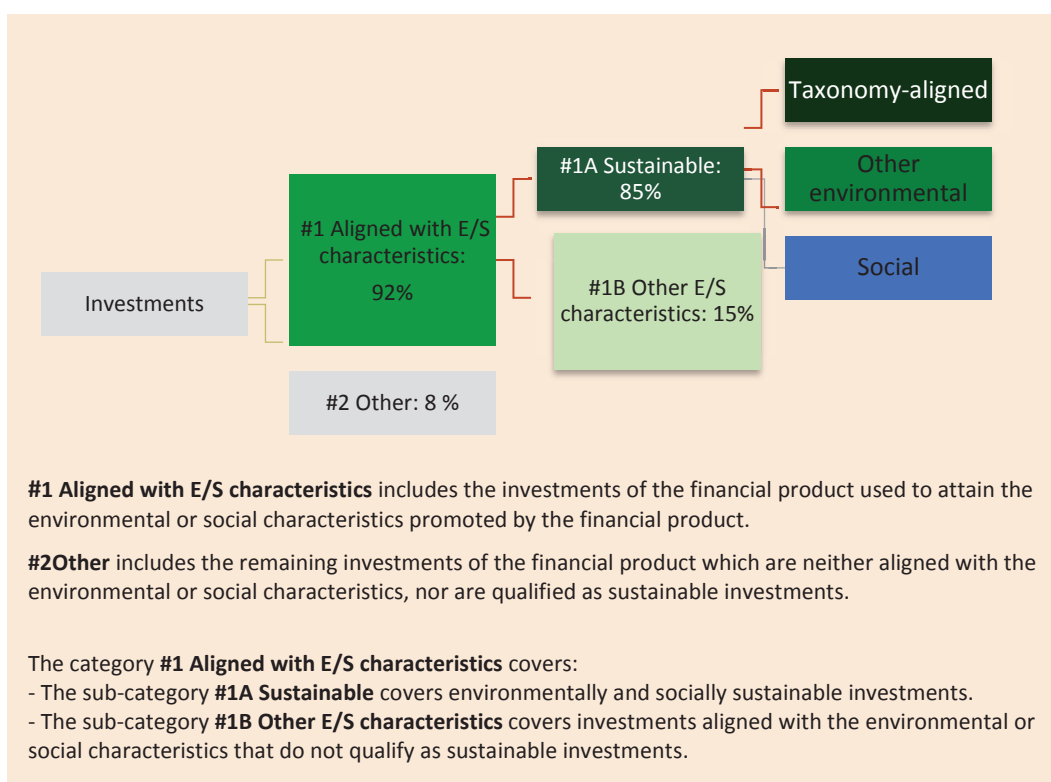 Taxonomy-aligned
#1A Sustainable:
85%
Other
environmental
#1 Aligned with E/S
characteristics:
92%
Social
Investments
#1B Other E/S
characteristics: 15%
#2 Other: 8 %
#1 Aligned with E/S characteristics includes the investments of the financial product used to attain the
environmental or social characteristics promoted by the financial product.
#2Other includes the remaining investments of the financial product which are neither aligned with the
environmental or social characteristics, nor are qualified as sustainable investments.
The category #1 Aligned with E/S characteristics covers:
- The sub-category #1A Sustainable covers environmentally and socially sustainable investments.
- The sub-category #1B Other E/S characteristics covers investments aligned with the environmental or
social characteristics that do not qualify as sustainable investments.